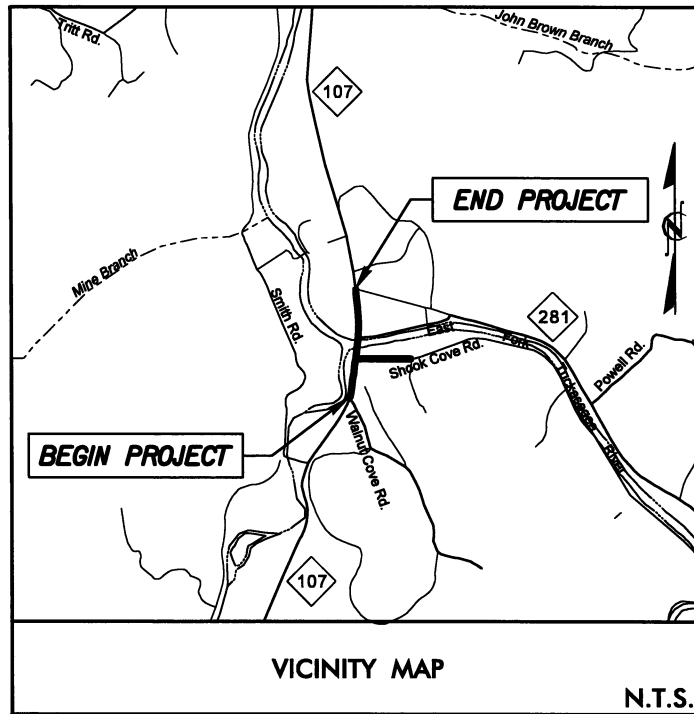 Tritt Rd.
John Brown Branch
107
END PROJECT
N
Mine Branch
Smith Rd.
281
East Fork Tuckasegee River
Shook Cove Rd.
Powell Rd.
BEGIN PROJECT
Walnut Cove Rd.
107
VICINITY MAP
N.T.S.